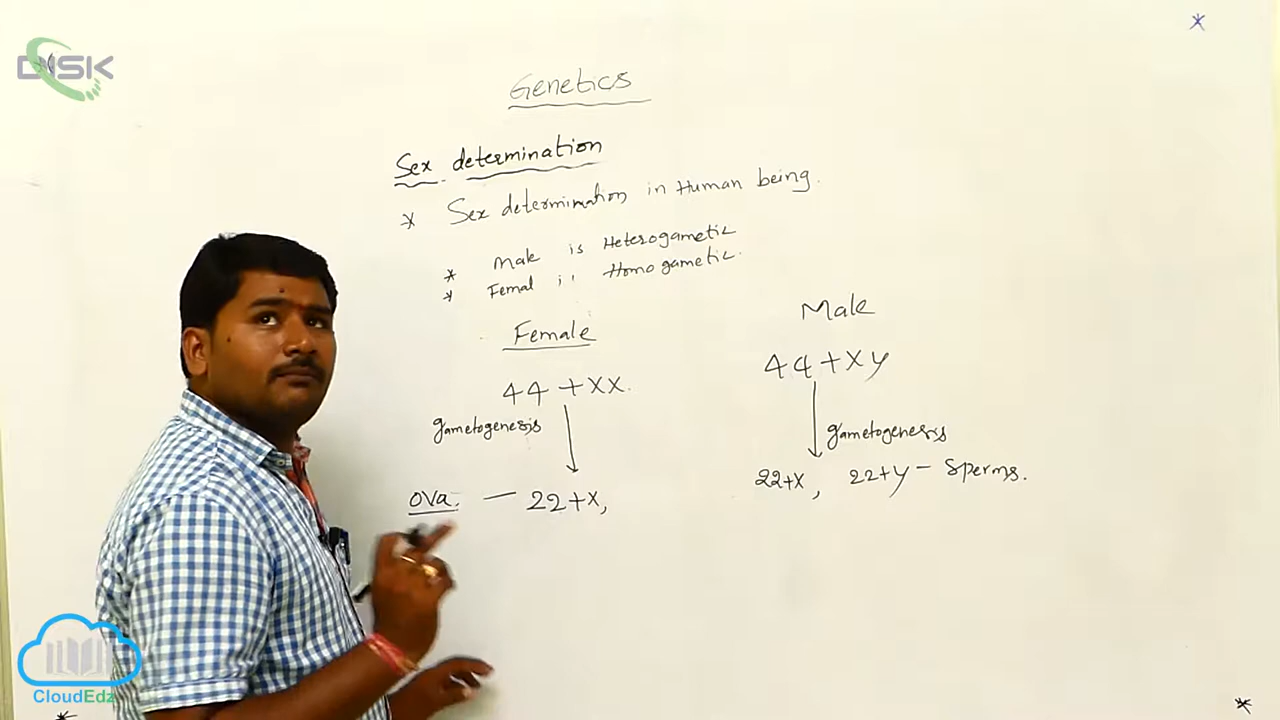 DNSK
Genetics
Sex determination
* Sex determination in Human being.
* Male is Heterogametic
* Femal is Homogametic.
Female
44+XX.
gametogenesis
Ova. — 22+X,
Male
44+XY
gametogenesis
22+X, 22+Y - Sperms.
CloudEdz